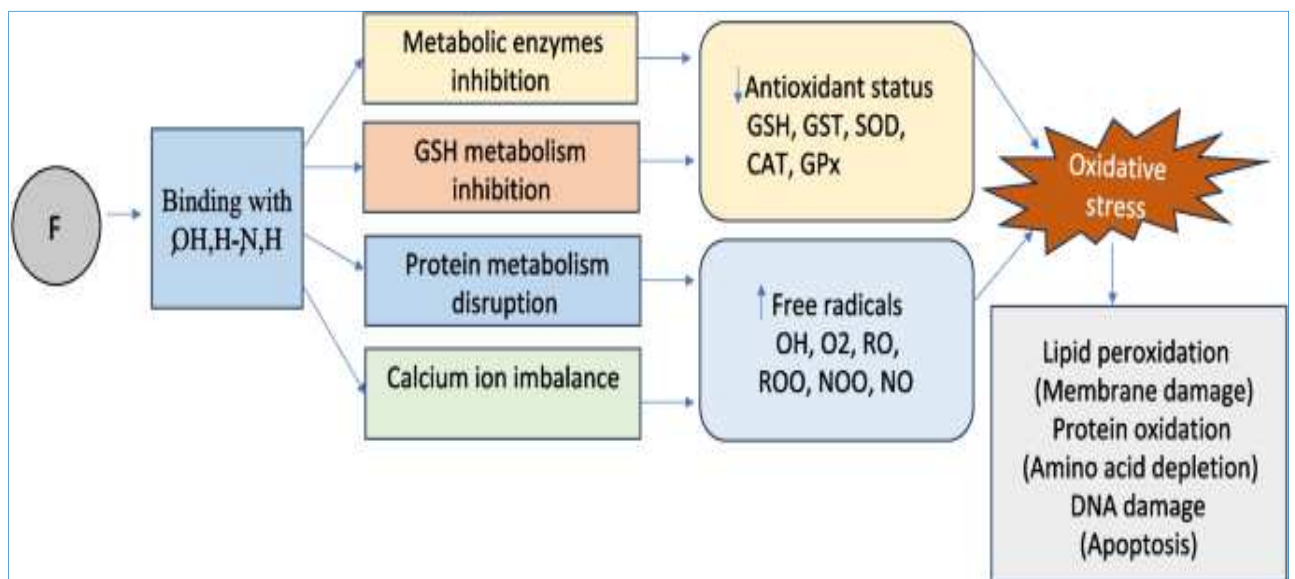 F
Binding with
OH,H-N,H
Metabolic enzymes
inhibition
GSH metabolism
inhibition
Protein metabolism
disruption
Calcium ion imbalance
↓ Antioxidant status
GSH, GST, SOD,
CAT, GPx
↑ Free radicals
OH, O2, RO,
ROO, NOO, NO
Oxidative
stress
Lipid peroxidation
(Membrane damage)
Protein oxidation
(Amino acid depletion)
DNA damage
(Apoptosis)